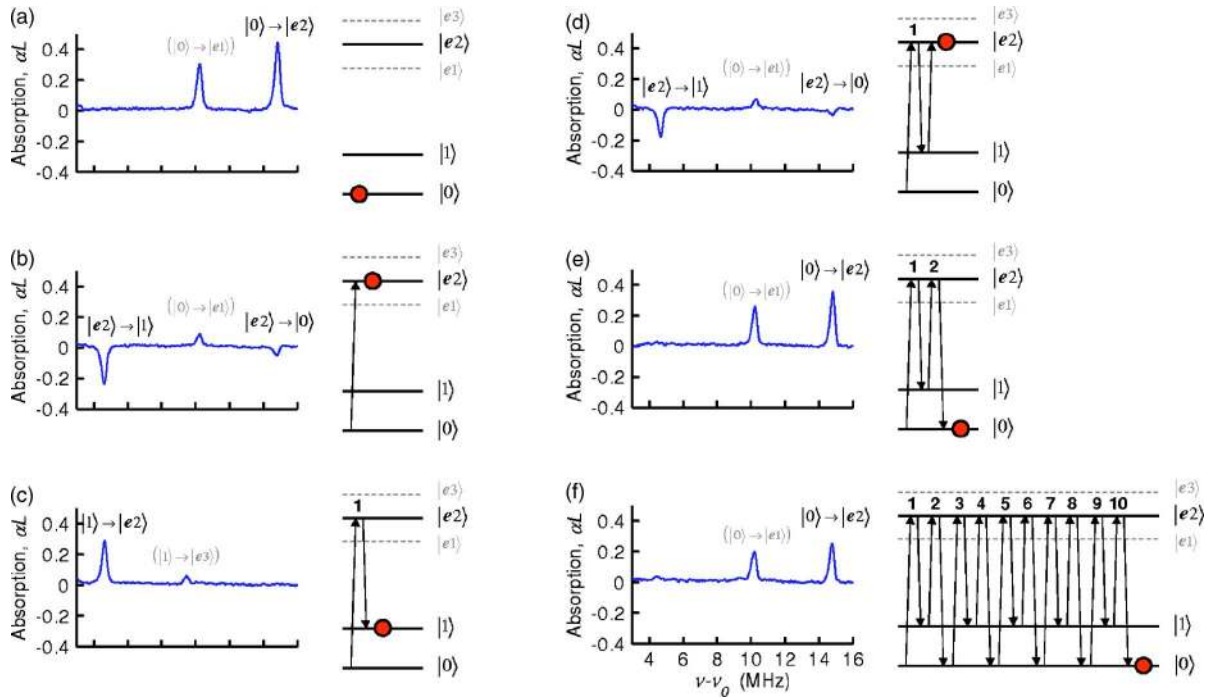 (a)
Absorption, αL
0.4
0.2
0
-0.2
-0.4
(|0⟩→|e1⟩)
|0⟩→|e2⟩
|e3⟩
|e2⟩
|e1⟩
|1⟩
|0⟩
(b)
Absorption, αL
0.4
0.2
0
-0.2
-0.4
|e2⟩→|1⟩
(|0⟩→|e1⟩)
|e2⟩→|0⟩
|e3⟩
|e2⟩
|e1⟩
|1⟩
|0⟩
(c)
Absorption, αL
0.4
0.2
0
-0.2
-0.4
|1⟩→|e2⟩
(|1⟩→|e3⟩)
1
|e3⟩
|e2⟩
|e1⟩
|1⟩
|0⟩
(d)
Absorption, αL
0.4
0.2
0
-0.2
-0.4
|e2⟩→|1⟩
(|0⟩→|e1⟩)
|e2⟩→|0⟩
1
|e3⟩
|e2⟩
|e1⟩
|1⟩
|0⟩
(e)
Absorption, αL
0.4
0.2
0
-0.2
-0.4
(|0⟩→|e1⟩)
|0⟩→|e2⟩
1 2
|e3⟩
|e2⟩
|e1⟩
|1⟩
|0⟩
(f)
Absorption, αL
0.4
0.2
0
-0.2
-0.4
(|0⟩→|e1⟩)
|0⟩→|e2⟩
4 6 8 10 12 14 16
ν-ν0 (MHz)
1 2 3 4 5 6 7 8 9 10
|e3⟩
|e2⟩
|e1⟩
|1⟩
|0⟩